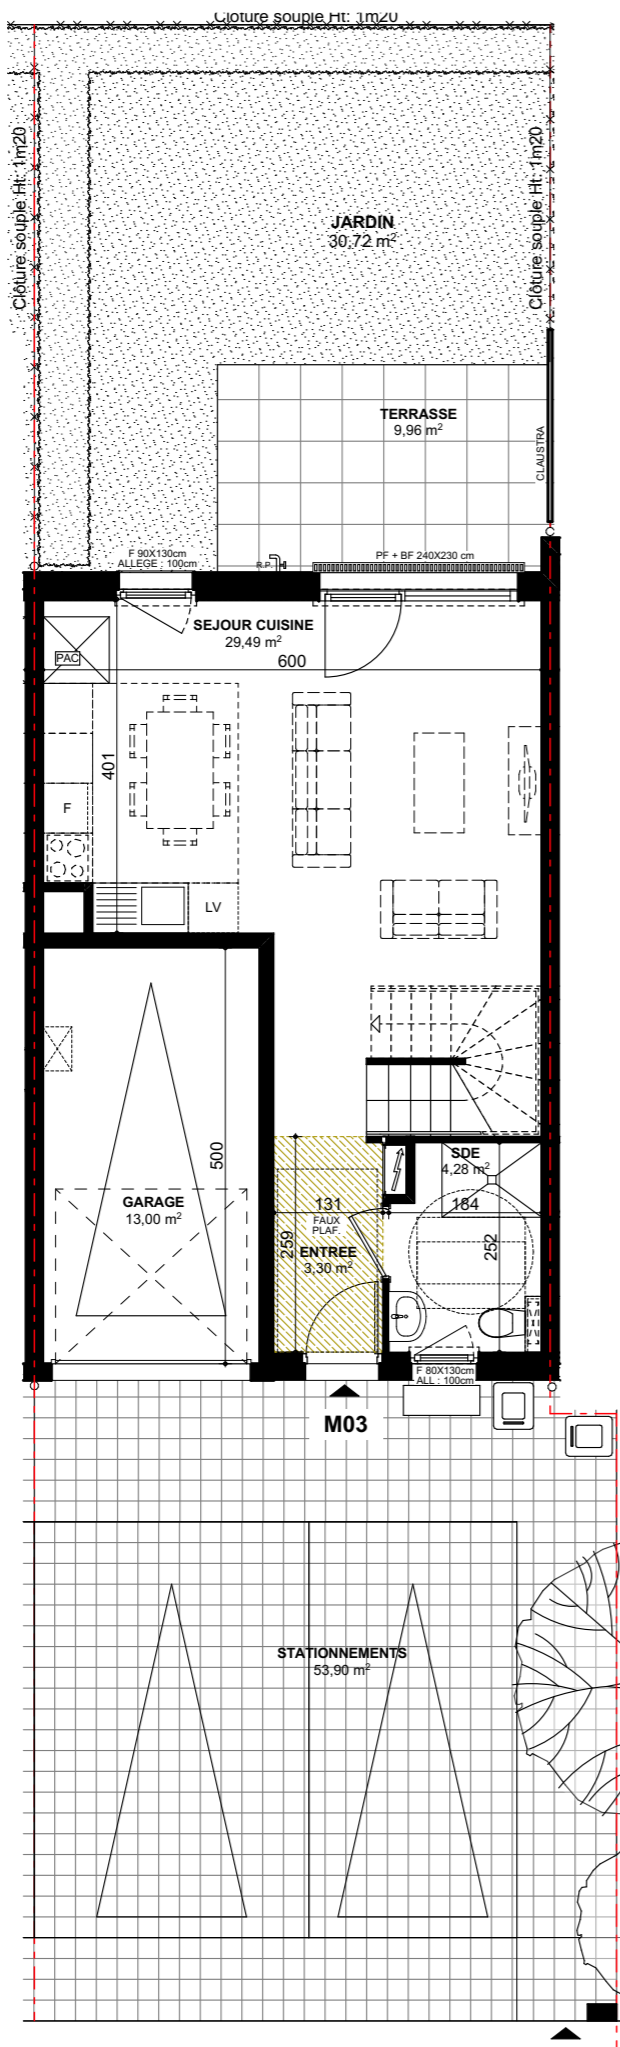 Clôture souple Ht: 1m20
Clôture souple Ht: 1m20
Clôture souple Ht: 1m20
JARDIN
30,72 m²
TERRASSE
9,96 m²
CLAUSTRA
F 90X130cm
ALLEGE : 100cm
R.P.
PF + BF 240X230 cm
SEJOUR CUISINE
29,49 m²
PAC
600
401
F
LV
500
SDE
4,28 m²
GARAGE
13,00 m²
131
184
FAUX
PLAF.
259
252
ENTREE
3,30 m²
F 80X130cm
ALL : 100cm
M03
STATIONNEMENTS
53,90 m²